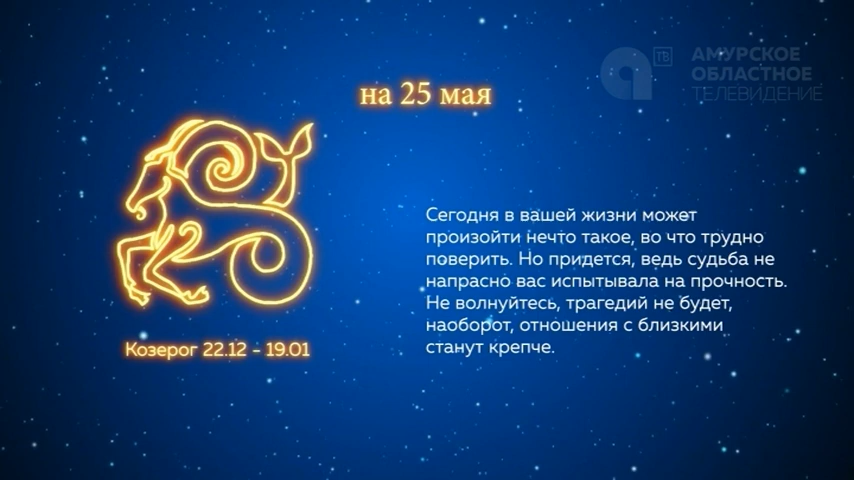 ТВ
АМУРСКОЕ
ОБЛАСТНОЕ
ТЕЛЕВИДЕНИЕ
на 25 мая
Сегодня в вашей жизни может
произойти нечто такое, во что трудно
поверить. Но придется, ведь судьба не
напрасно вас испытывала на прочность.
Не волнуйтесь, трагедий не будет,
наоборот, отношения с близкими
станут крепче.
Козерог 22.12 - 19.01